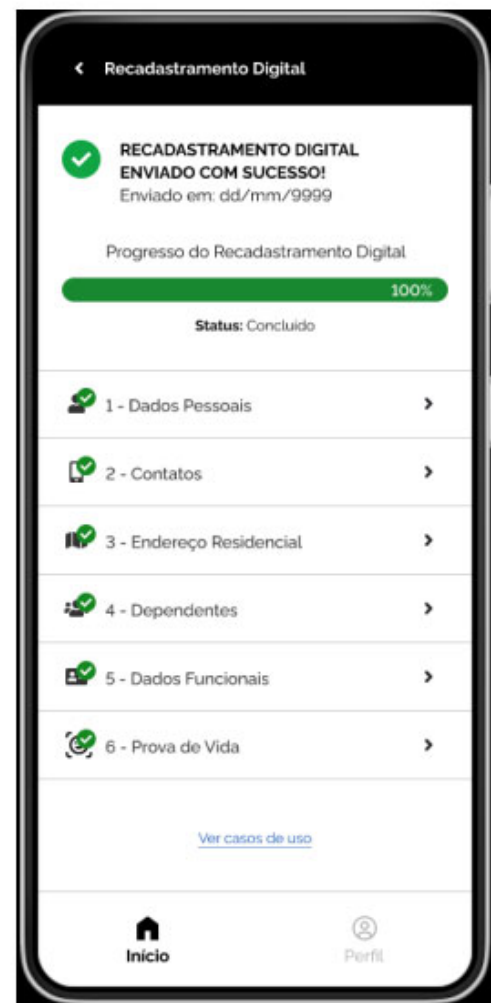 Recadastramento Digital
RECADASTRAMENTO DIGITAL
ENVIADO COM SUCESSO!
Enviado em: dd/mm/9999
Progresso do Recadastramento Digital
100%
Status: Concluido
1 - Dados Pessoais
2 - Contatos
3 - Endereço Residencial
4 - Dependentes
5 - Dados Funcionais
6 - Prova de Vida
Ver casos de uso
Início
Perfil